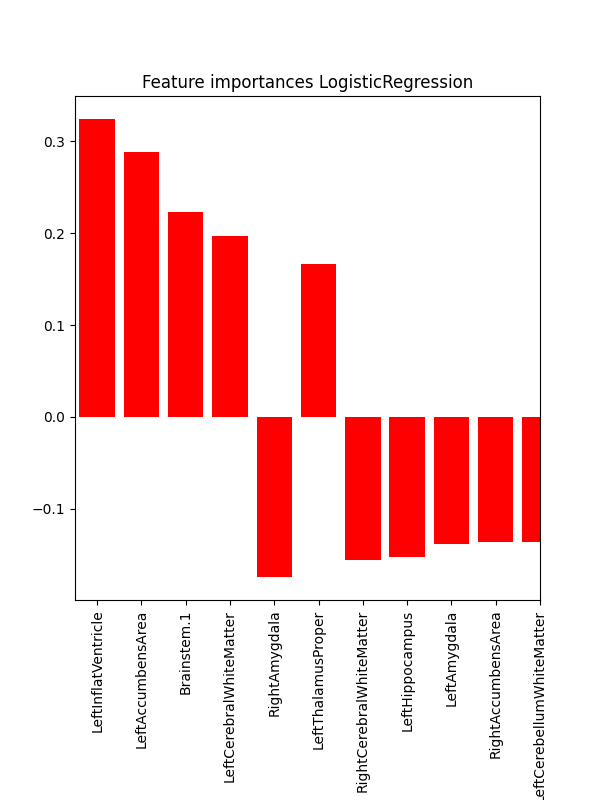 Feature importances LogisticRegression
0.3
0.2
0.1
0.0
−0.1
LeftInflatVentricle
LeftAccumbensArea
Brainstem.1
LeftCerebralWhiteMatter
RightAmygdala
LeftThalamusProper
RightCerebralWhiteMatter
LeftHippocampus
LeftAmygdala
RightAccumbensArea
LeftCerebellumWhiteMatter